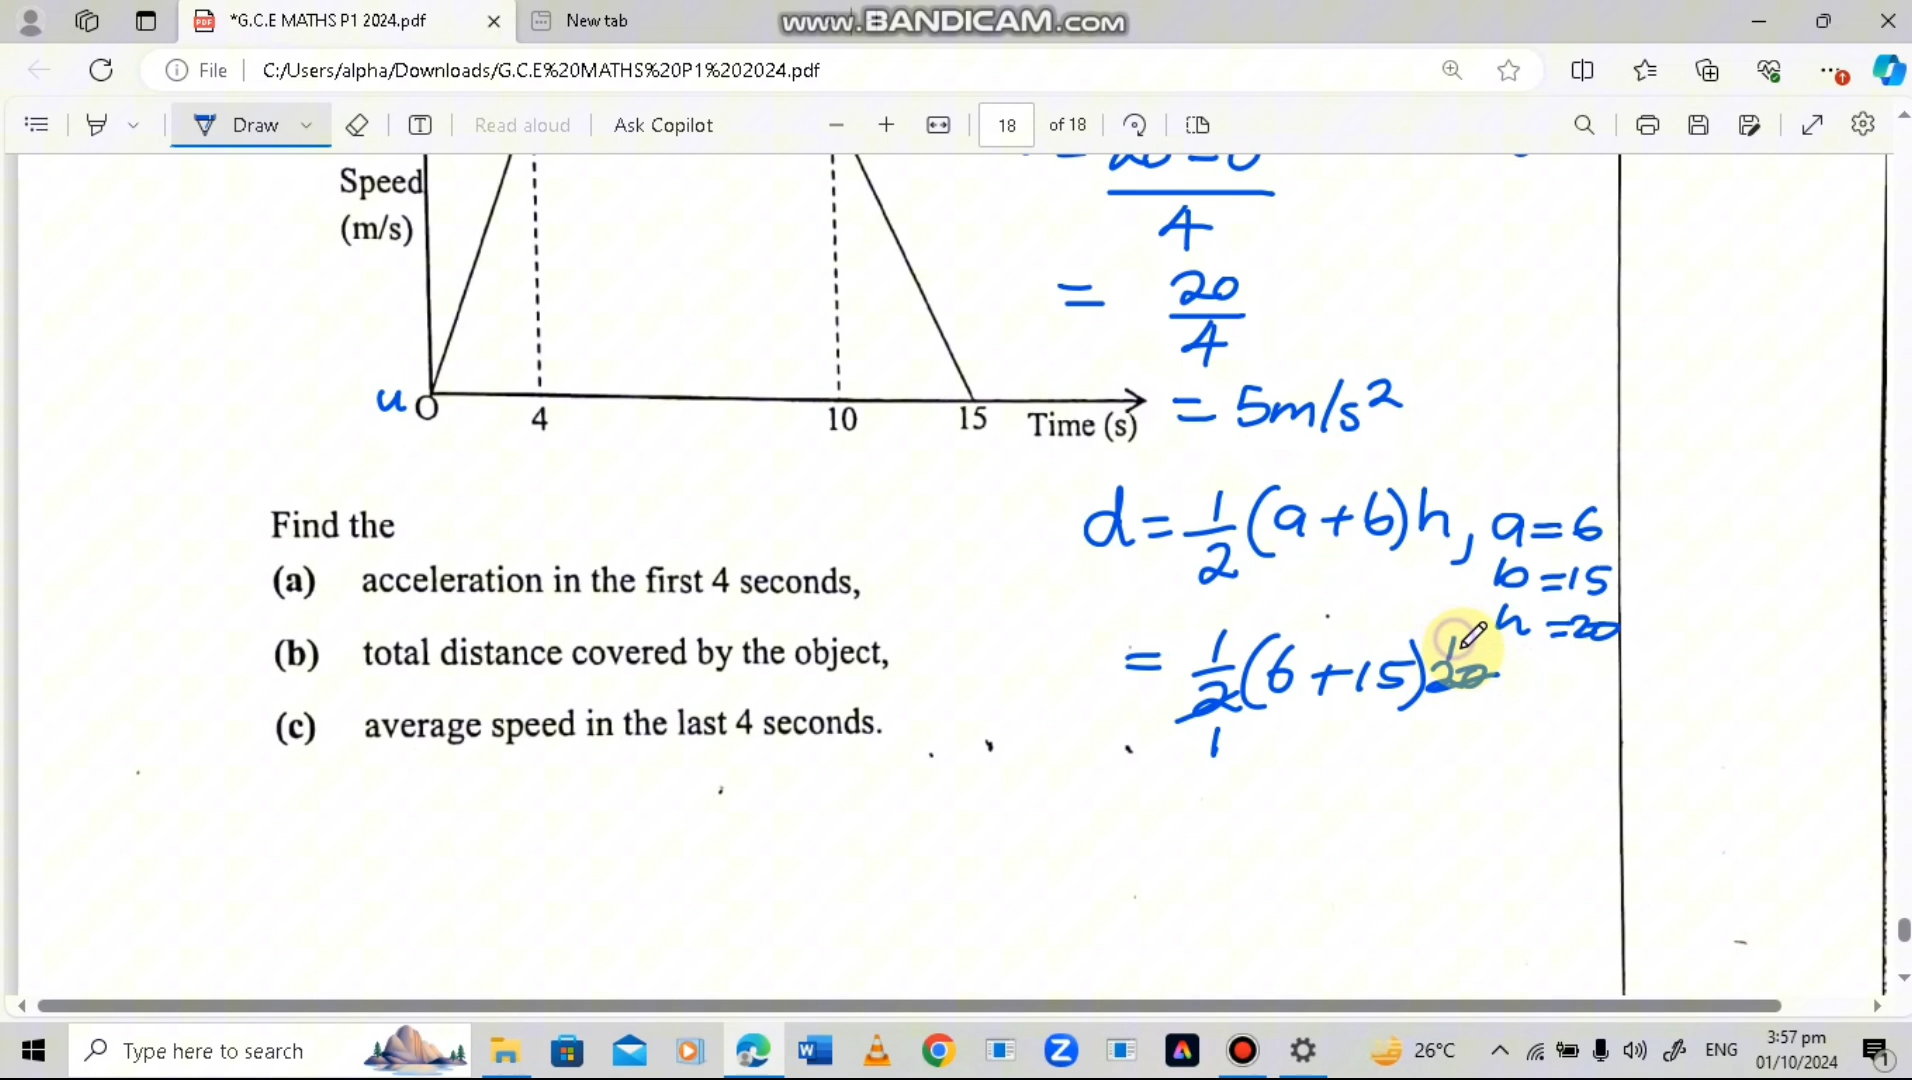 *G.C.E MATHS P1 2024.pdf
New tab
www.BANDICAM.com
File
C:/Users/alpha/Downloads/G.C.E%20MATHS%20P1%202024.pdf
Draw
Read aloud
Ask Copilot
18 of 18
Speed
(m/s)
20 - 0
4
= 20
4
= 5m/s²
u O
4
10
15
Time (s)
Find the
(a) acceleration in the first 4 seconds,
(b) total distance covered by the object,
(c) average speed in the last 4 seconds.
d = 1/2 (a + b)h, a = 6
b = 15
h = 20
= 1/2 (6 + 15) 20
1
Type here to search
26°C
ENG
3:57 pm
01/10/2024
1